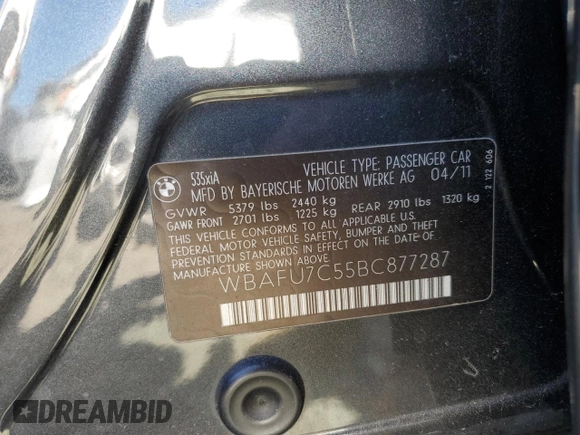 535xiA
VEHICLE TYPE: PASSENGER CAR
MFD BY BAYERISCHE MOTOREN WERKE AG 04/11
GVWR 5379 lbs 2440 kg
GAWR FRONT 2701 lbs 1225 kg REAR 2910 lbs 1320 kg
THIS VEHICLE CONFORMS TO ALL APPLICABLE
FEDERAL MOTOR VEHICLE SAFETY, BUMPER AND THEFT
PREVENTION STANDARDS IN EFFECT ON THE DATE OF
MANUFACTURE SHOWN ABOVE.
WBAFU7C55BC877287
2 122 606
DREAMBID